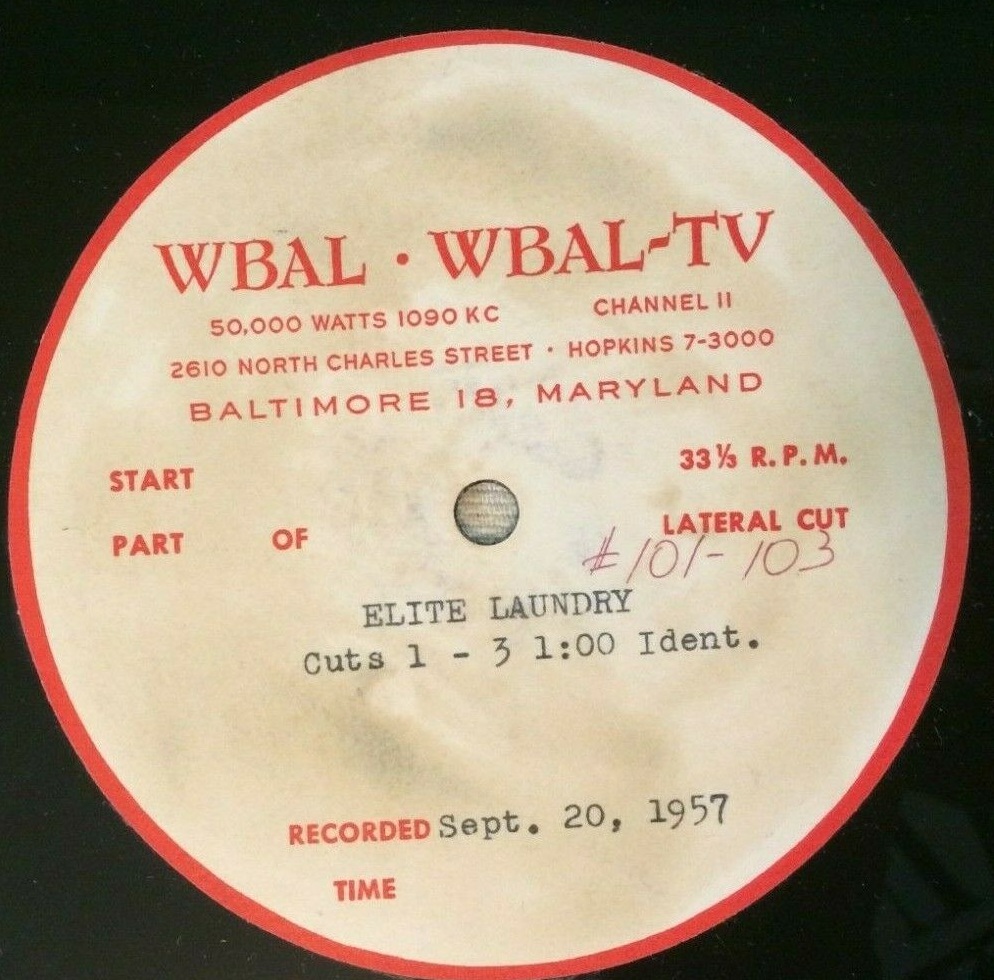 WBAL • WBAL-TV
50,000 WATTS 1090 KC CHANNEL 11
2610 NORTH CHARLES STREET • HOPKINS 7-3000
BALTIMORE 18, MARYLAND
START 33⅓ R.P.M.
PART OF LATERAL CUT
#101-103
ELITE LAUNDRY
Cuts 1 - 3 1:00 Ident.
RECORDED Sept. 20, 1957
TIME